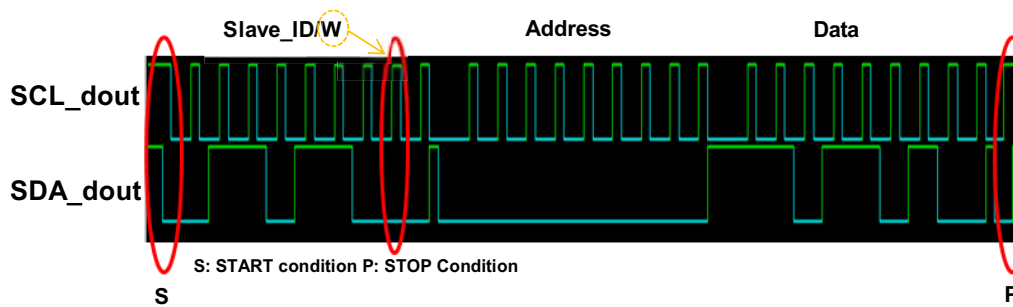 Slave_ID/W Address Data
SCL_dout
SDA_dout
S: START condition P: STOP Condition
S P